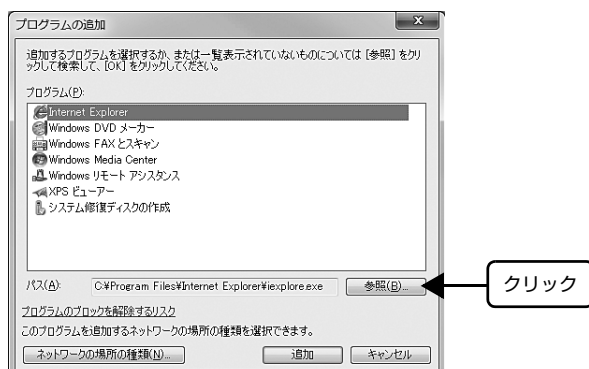 プログラムの追加
x
追加するプログラムを選択するか、または一覧表示されていないものについては [参照] をクリ
ックして検索して、[OK] をクリックしてください。
プログラム(P):
Internet Explorer
Windows DVD メーカー
Windows FAX とスキャン
Windows Media Center
Windows リモート アシスタンス
XPS ビューアー
システム修復ディスクの作成
パス(A): C:¥Program Files¥Internet Explorer¥iexplore.exe 参照(B)...
クリック
プログラムのブロックを解除するリスク
このプログラムを追加するネットワークの場所の種類を選択できます。
ネットワークの場所の種類(N)... 追加 キャンセル